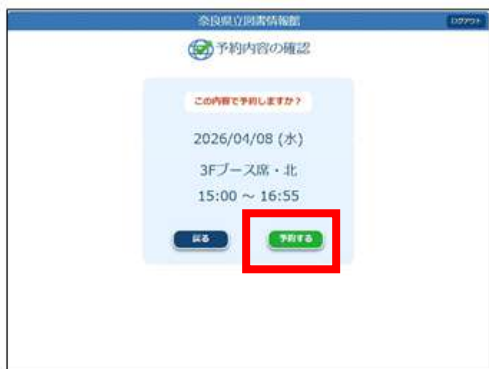 奈良県立図書情報館
ログアウト
予約内容の確認
この内容で予約しますか？
2026/04/08 (水)
3Fブース席・北
15:00 ～ 16:55
戻る
予約する